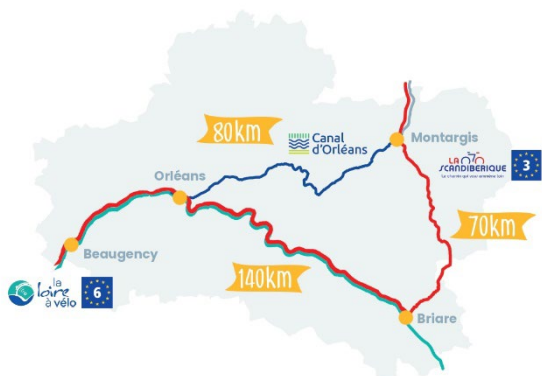 80km
Canal
d'Orléans
Montargis
LA
SCANDIBERIQUE
3
Orléans
70km
Beaugency
140km
la
loire
à vélo
6
Briare